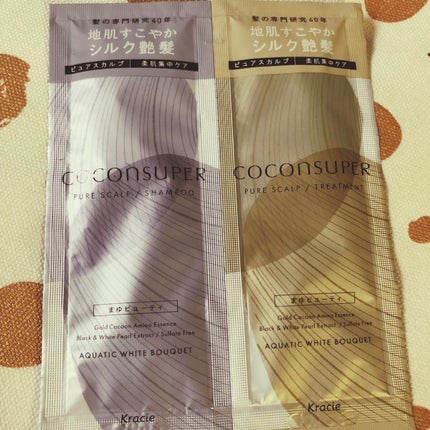 髪の専門研究40年
地肌すこやか
シルク艶髪
ピュアスカルプ / 柔肌集中ケア
COCONSUPER
PURE SCALP / SHAMPOO
まゆビューティ
Gold Cocoon Amino Essence
Black & White Pearl Extract / Sulfate Free
AQUATIC WHITE BOUQUET
Kracie
髪の専門研究40年
地肌すこやか
シルク艶髪
ピュアスカルプ / 柔肌集中ケア
COCONSUPER
PURE SCALP / TREATMENT
まゆビューティ
Gold Cocoon Amino Essence
Black & White Pearl Extract / Sulfate Free
AQUATIC WHITE BOUQUET
Kracie